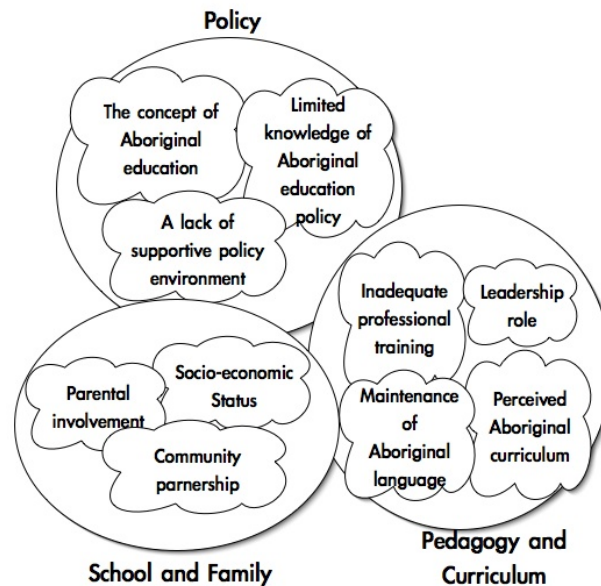 Policy
The concept of
Aboriginal
education
Limited
knowledge of
Aboriginal
education
policy
A lack of
supportive policy
environment
Inadequate
professional
training
Leadership
role
Maintenance
of
Aboriginal
language
Perceived
Aboriginal
curriculum
Pedagogy and
Curriculum
Parental
involvement
Socio-economic
Status
Community
parnership
School and Family